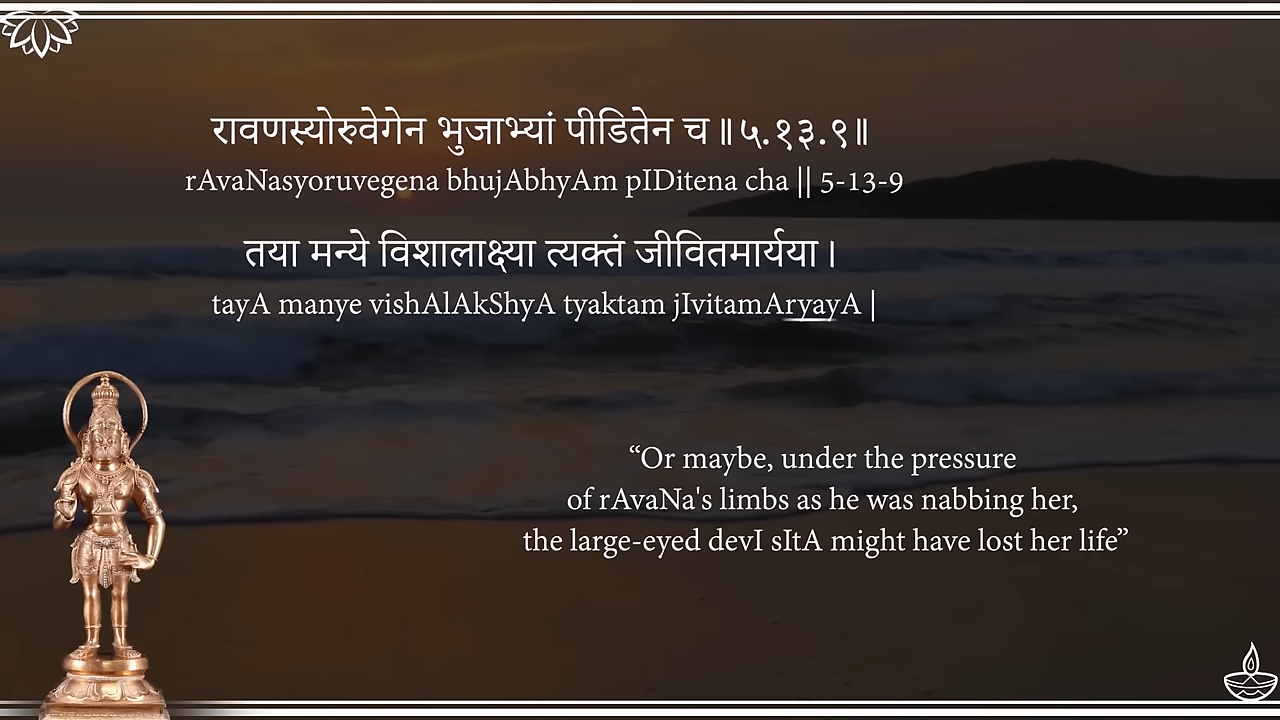 रावणस्योरुवेगेन भुजाभ्यां पीडितेन च॥५.१३.९॥
rAvaNasyoruvegena bhujAbhyAm pIDitena cha || 5-13-9
तया मन्ये विशालाक्ष्या त्यक्तं जीवितमार्यया।
tayA manye vishAlAkShyA tyaktam jIvitamAryayA |
“Or maybe, under the pressure
of rAvaNa's limbs as he was nabbing her,
the large-eyed devI sItA might have lost her life”